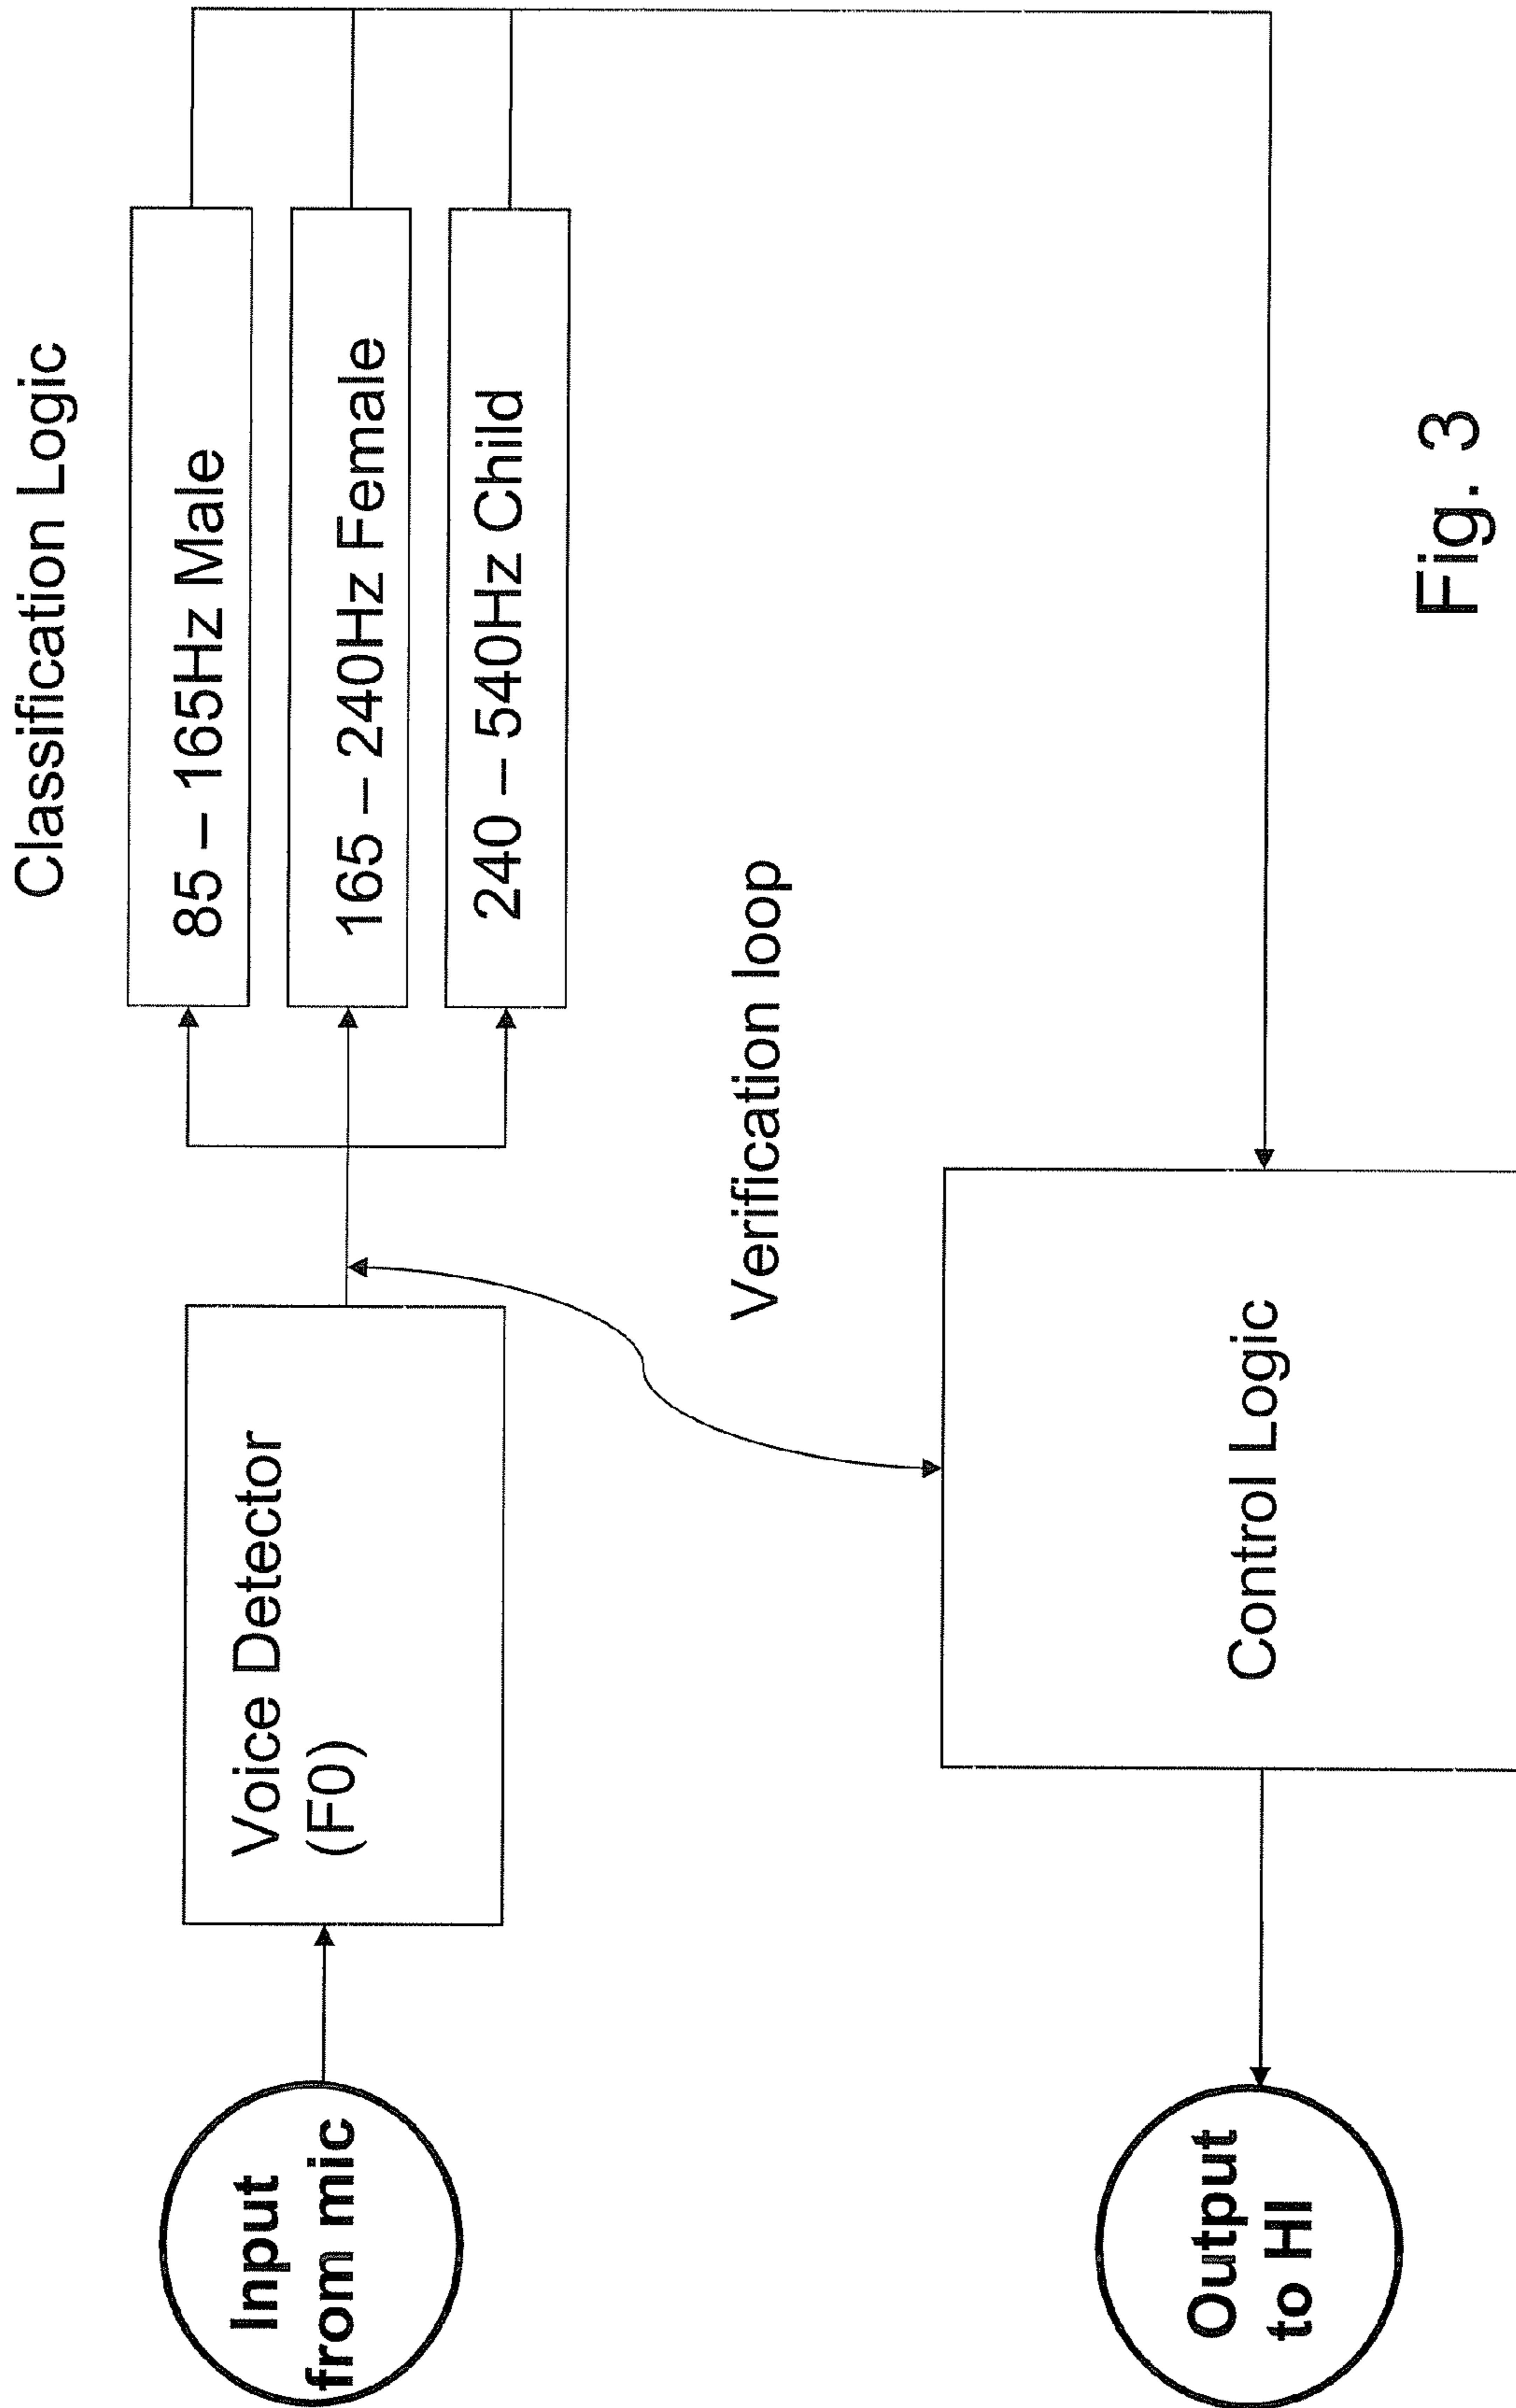 Classification Logic
Input
from mic
Voice Detector
(F0)
85 – 165Hz Male
165 – 240Hz Female
240 – 540Hz Child
Verification loop
Output
to HI
Control Logic
Fig. 3